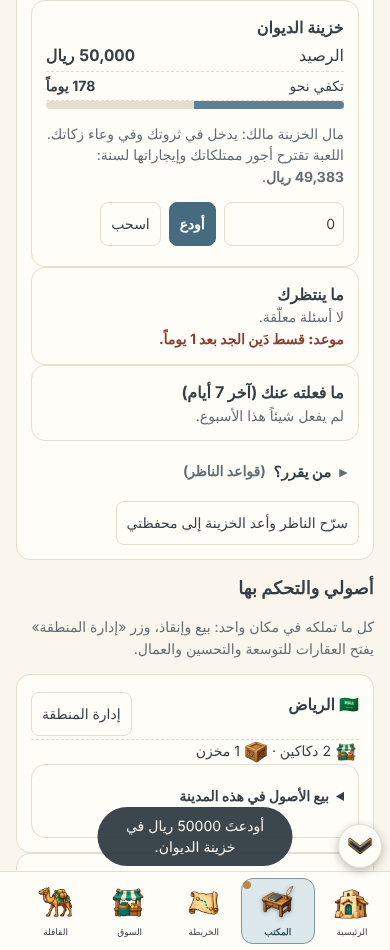 خزينة الديوان
الرصيد 50,000 ريال
تكفي نحو 178 يوماً
مال الخزينة مالك: يدخل في ثروتك وفي وعاء زكاتك.
اللعبة تقترح أجور ممتلكاتك وإيجاراتها لسنة:
49,383 ريال.
0 أودع اسحب
ما ينتظرك
لا أسئلة معلّقة.
موعد: قسط دَين الجد بعد 1 يوماً.
ما فعلته عنك (آخر 7 أيام)
لم يفعل شيئاً هذا الأسبوع.
من يقرر؟ (قواعد الناظر)
سرّح الناظر وأعد الخزينة إلى محفظتي
أصولي والتحكم بها
كل ما تملكه في مكان واحد: بيع وإنقاذ، وزر «إدارة المنطقة»
يفتح العقارات للتوسعة والتحسين والعمال.
الرياض إدارة المنطقة
2 دكاكين · 1 مخزن
بيع الأصول في هذه المدينة
أودعتَ 50000 ريال في
خزينة الديوان.
الرئيسية المكتب الخريطة السوق القافلة